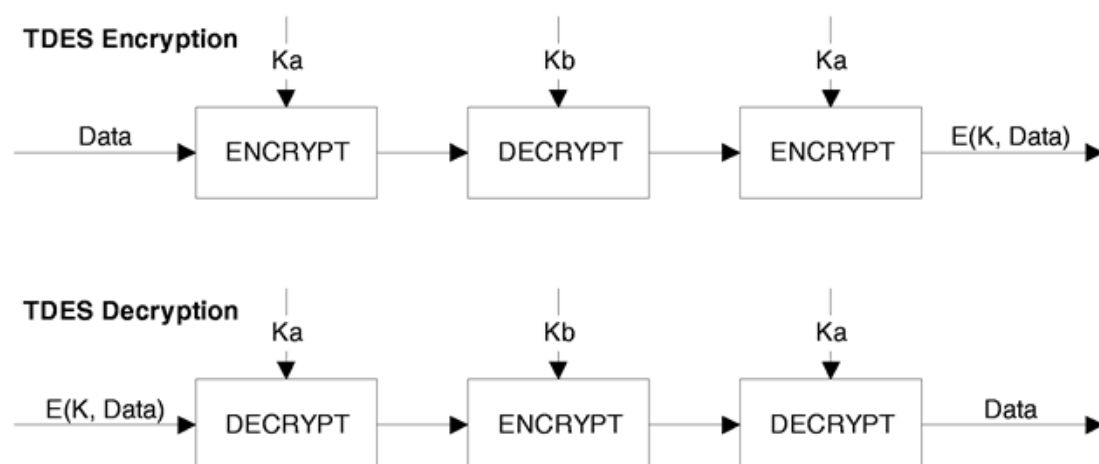 TDES Encryption
Ka Kb Ka
Data ENCRYPT DECRYPT ENCRYPT E(K, Data)
TDES Decryption
Ka Kb Ka
E(K, Data) DECRYPT ENCRYPT DECRYPT Data